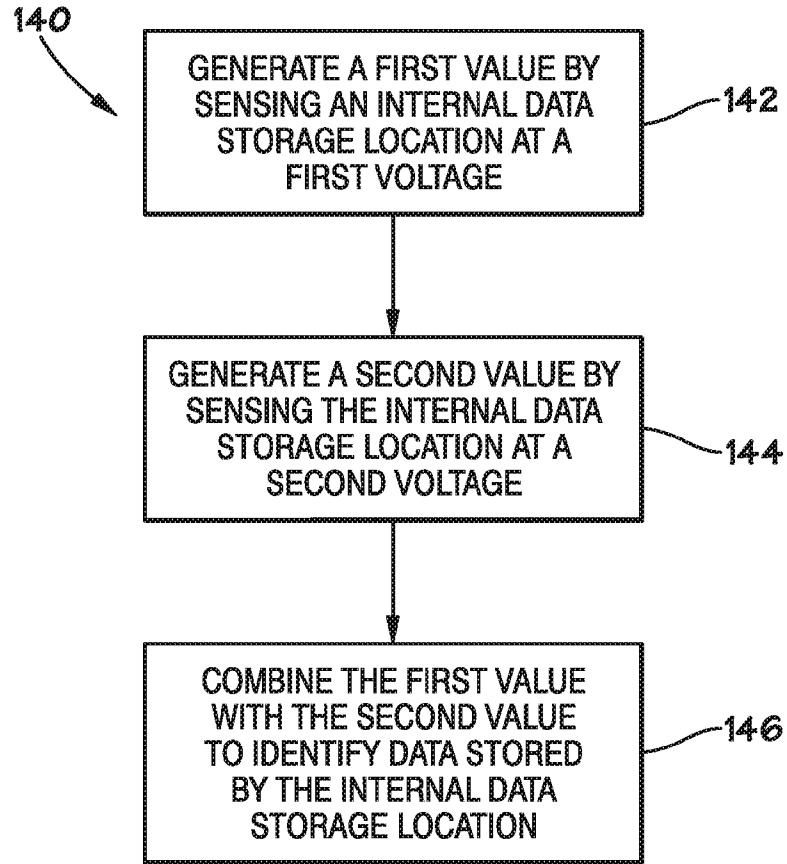 140
GENERATE A FIRST VALUE BY
SENSING AN INTERNAL DATA
STORAGE LOCATION AT A
FIRST VOLTAGE
142
GENERATE A SECOND VALUE BY
SENSING THE INTERNAL DATA
STORAGE LOCATION AT A
SECOND VOLTAGE
144
COMBINE THE FIRST VALUE
WITH THE SECOND VALUE
TO IDENTIFY DATA STORED
BY THE INTERNAL DATA
STORAGE LOCATION
146